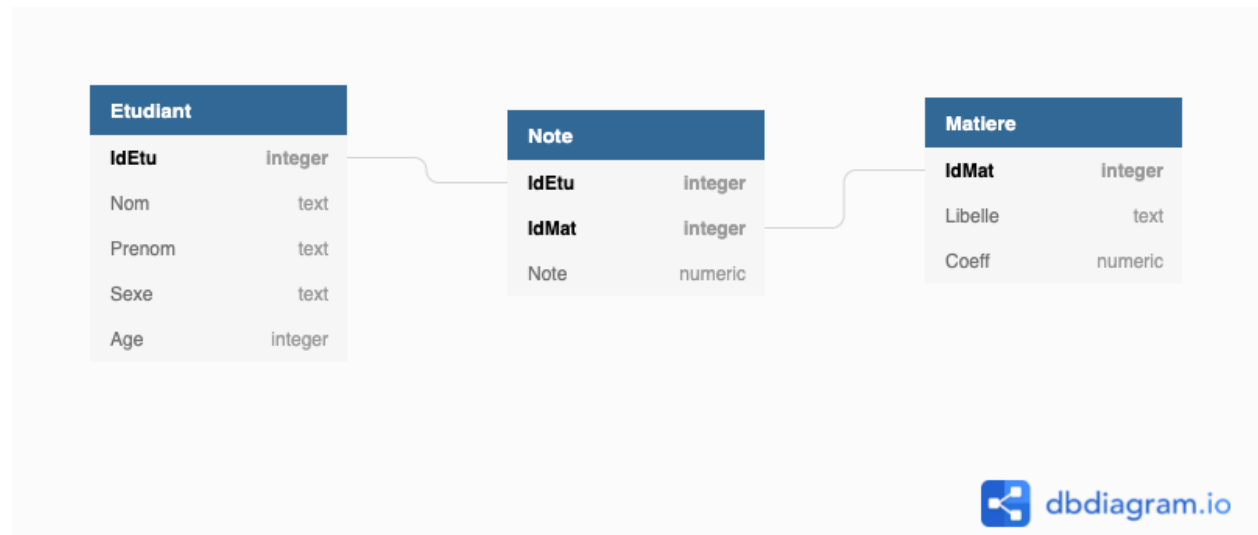 Etudiant
IdEtu integer
Nom text
Prenom text
Sexe text
Age integer
Note
IdEtu integer
IdMat integer
Note numeric
Matiere
IdMat integer
Libelle text
Coeff numeric
dbdiagram.io